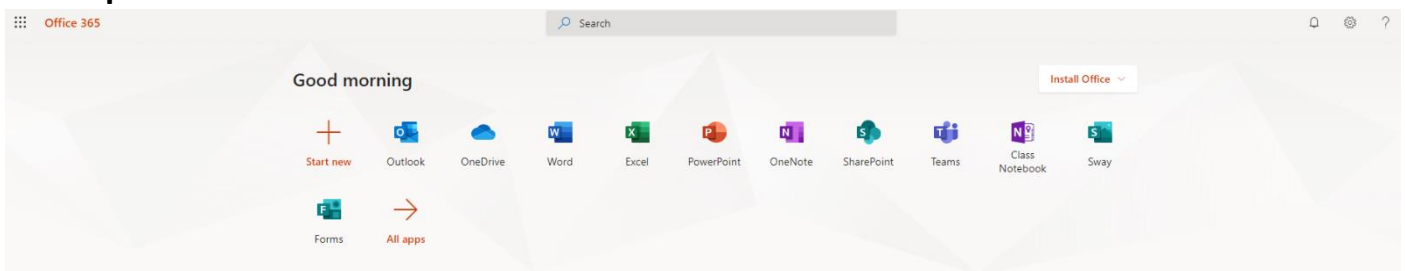 Office 365
Search
?
Good morning
Install Office
Start new
Outlook
OneDrive
Word
Excel
PowerPoint
OneNote
SharePoint
Teams
Class
Notebook
Sway
Forms
All apps